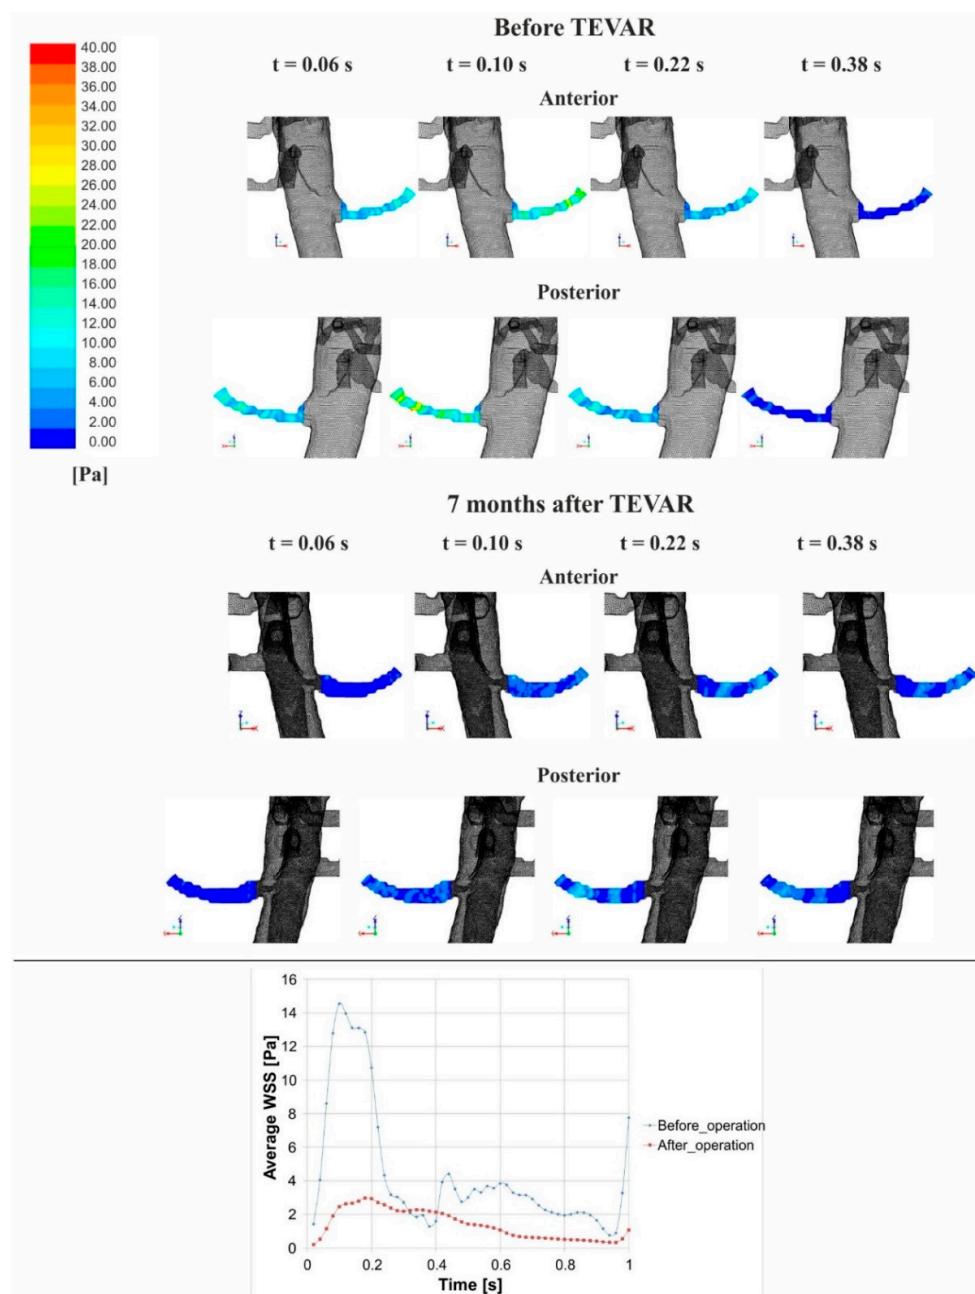 Before TEVAR
t = 0.06 s t = 0.10 s t = 0.22 s t = 0.38 s
Anterior
40.00
38.00
36.00
34.00
32.00
30.00
28.00
26.00
24.00
22.00
20.00
18.00
16.00
14.00
12.00
10.00
8.00
6.00
4.00
2.00
0.00
[Pa]
Posterior
7 months after TEVAR
t = 0.06 s t = 0.10 s t = 0.22 s t = 0.38 s
Anterior
Posterior
Average WSS [Pa]
16
14
12
10
8
6
4
2
0
0 0.2 0.4 0.6 0.8 1
Time [s]
Before_operation
After_operation